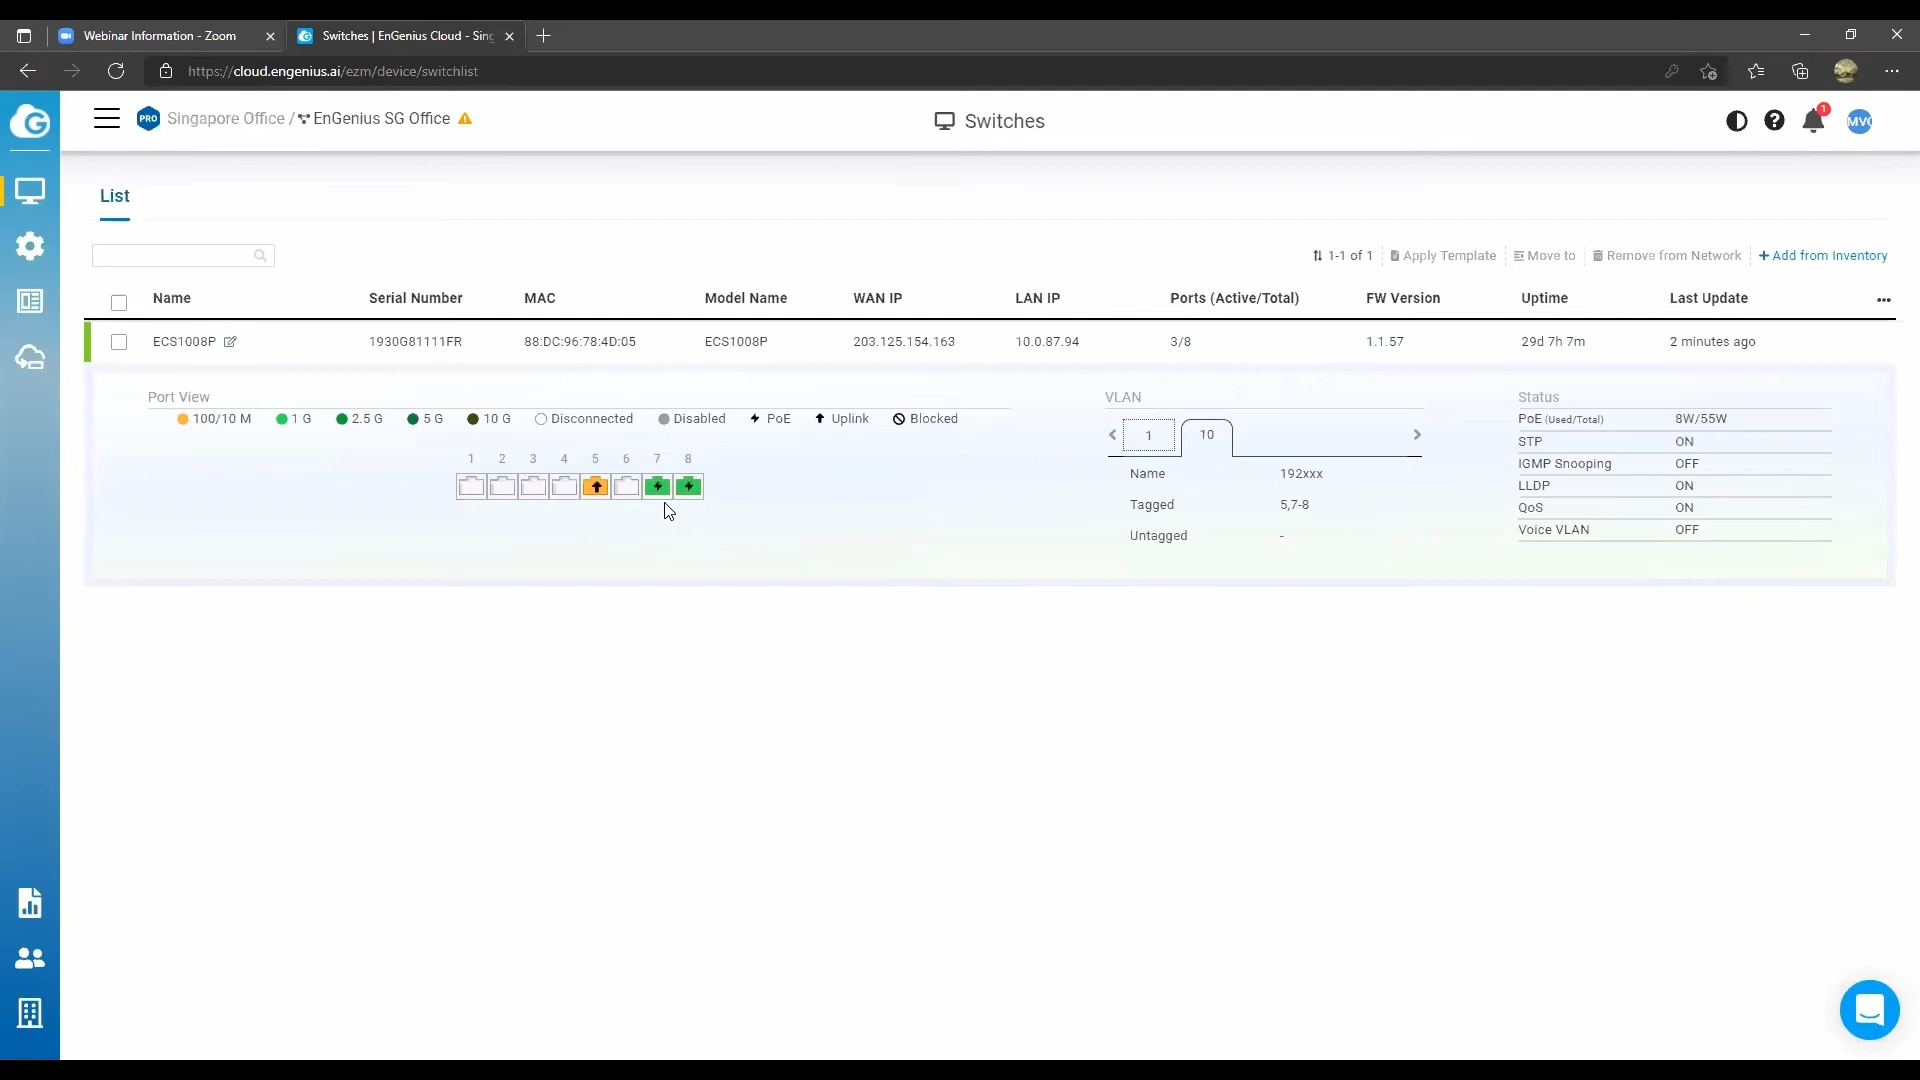 Webinar Information - Zoom
Switches | EnGenius Cloud - Sing
https://cloud.engenius.ai/ezm/device/switchlist
PRO Singapore Office / EnGenius SG Office
Switches
1
MVC
List
1-1 of 1 Apply Template Move to Remove from Network + Add from Inventory
Name Serial Number MAC Model Name WAN IP LAN IP Ports (Active/Total) FW Version Uptime Last Update
ECS1008P 1930G81111FR 88:DC:96:78:4D:05 ECS1008P 203.125.154.163 10.0.87.94 3/8 1.1.57 29d 7h 7m 2 minutes ago
Port View
100/10 M 1 G 2.5 G 5 G 10 G Disconnected Disabled PoE Uplink Blocked
1 2 3 4 5 6 7 8
VLAN
1 10
Name 192xxx
Tagged 5,7-8
Untagged -
Status
PoE (Used/Total) 8W/55W
STP ON
IGMP Snooping OFF
LLDP ON
QoS ON
Voice VLAN OFF